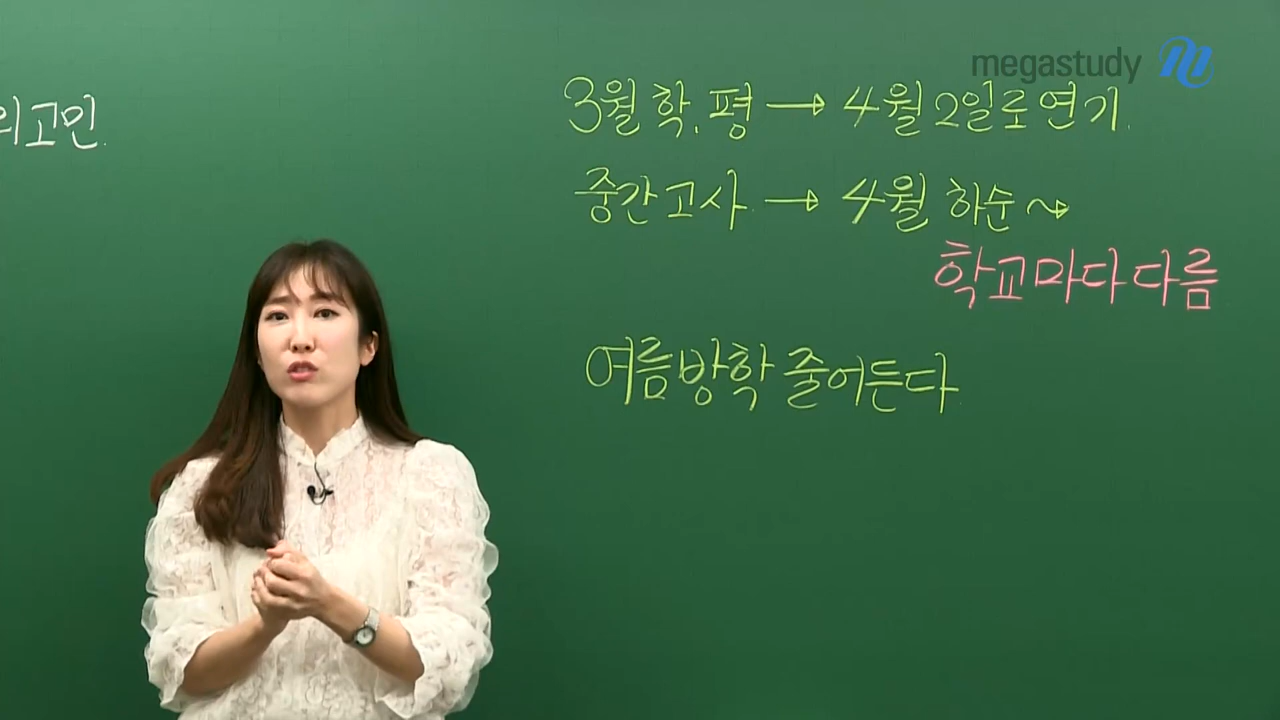 megastudy
의고민.
3월 학.평 → 4월 2일로 연기.
중간고사 → 4월 하순~
학교마다 다름
여름방학 줄어든다.